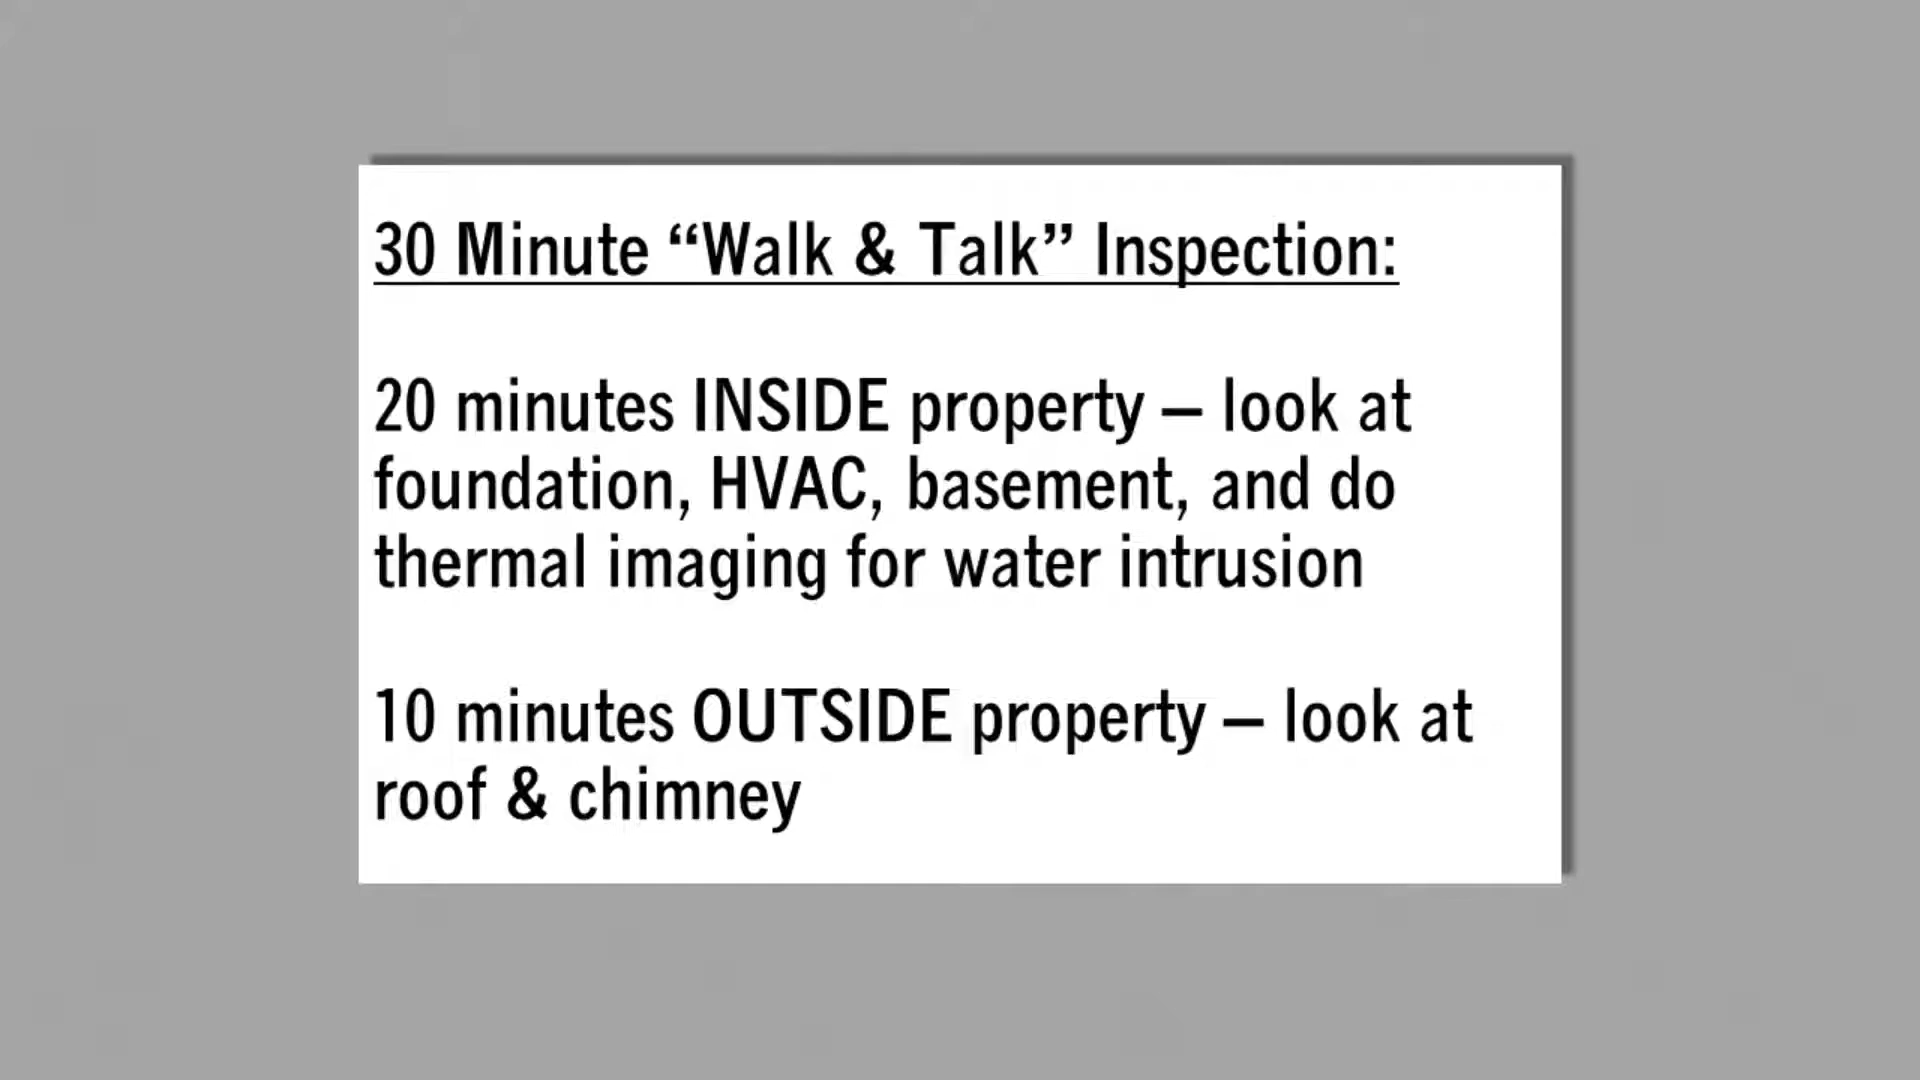 30 Minute “Walk & Talk” Inspection:
20 minutes INSIDE property – look at
foundation, HVAC, basement, and do
thermal imaging for water intrusion
10 minutes OUTSIDE property – look at
roof & chimney